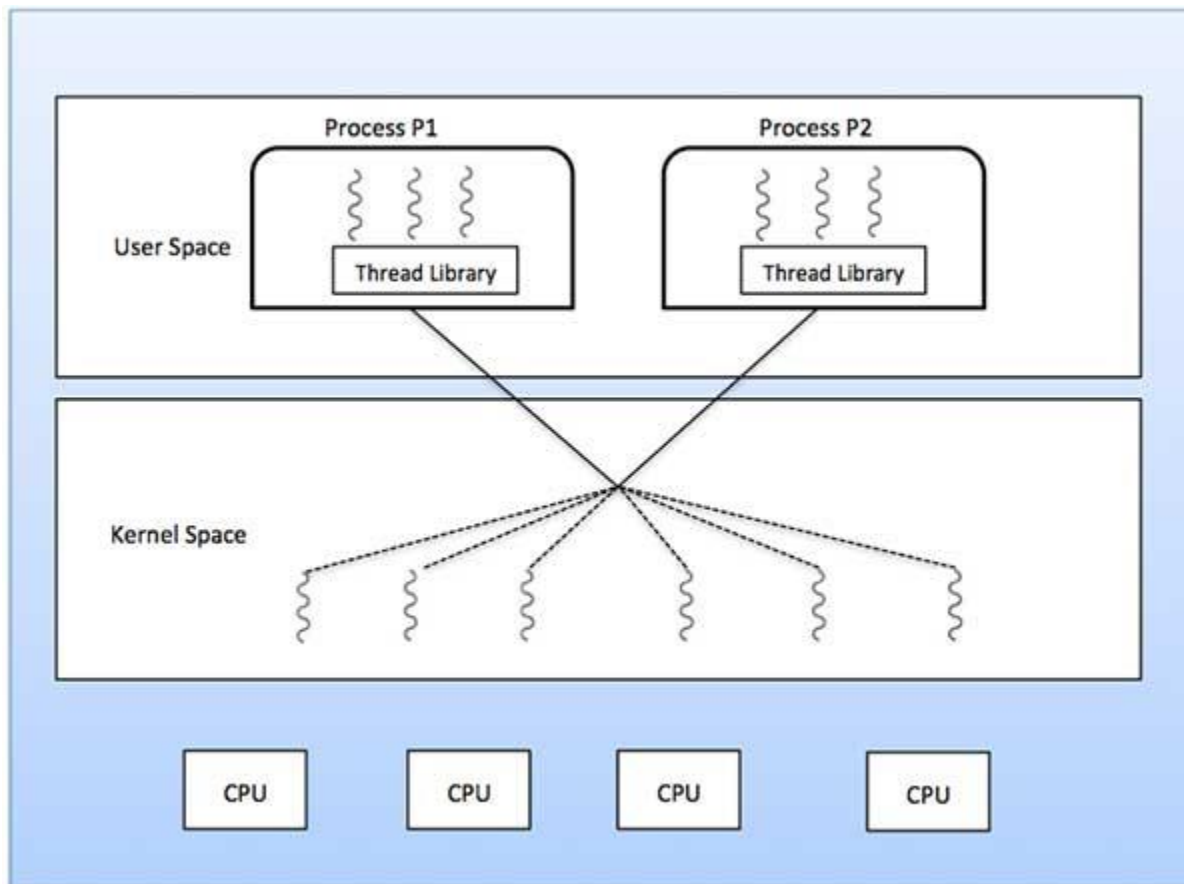 Process P1
Process P2
User Space
Thread Library
Thread Library
Kernel Space
CPU
CPU
CPU
CPU